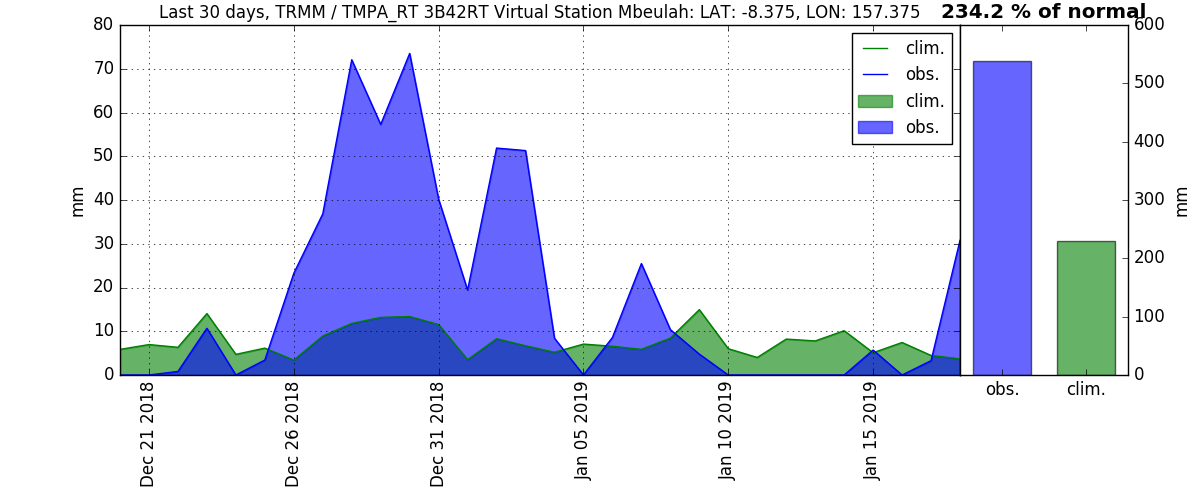 Last 30 days, TRMM / TMPA_RT 3B42RT Virtual Station Mbeulah: LAT: -8.375, LON: 157.375
234.2 % of normal
80
70
60
50
40
30
20
10
0
mm
clim.
obs.
clim.
obs.
Dec 21 2018
Dec 26 2018
Dec 31 2018
Jan 05 2019
Jan 10 2019
Jan 15 2019
600
500
400
300
200
100
0
mm
obs.
clim.